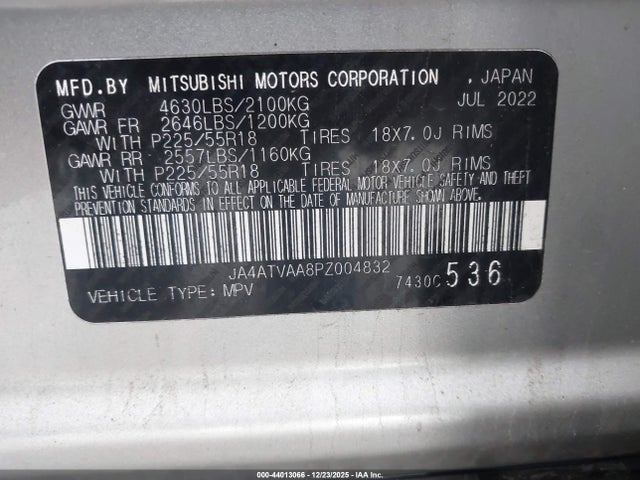 MFD.BY MITSUBISHI MOTORS CORPORATION , JAPAN
GVWR 4630LBS/2100KG JUL 2022
GAWR FR 2646LBS/1200KG
WITH P225/55R18 TIRES 18X7.0J RIMS
GAWR RR 2557LBS/1160KG
WITH P225/55R18 TIRES 18X7.0J RIMS
THIS VEHICLE CONFORMS TO ALL APPLICABLE FEDERAL MOTOR VEHICLE SAFETY AND THEFT
PREVENTION STANDARDS IN EFFECT ON THE DATE OF MANUFACTURE SHOWN ABOVE.
JA4ATVAA8PZ004832
VEHICLE TYPE: MPV 7430C 536
000-44013066 - 12/23/2025 - IAAI, Inc.